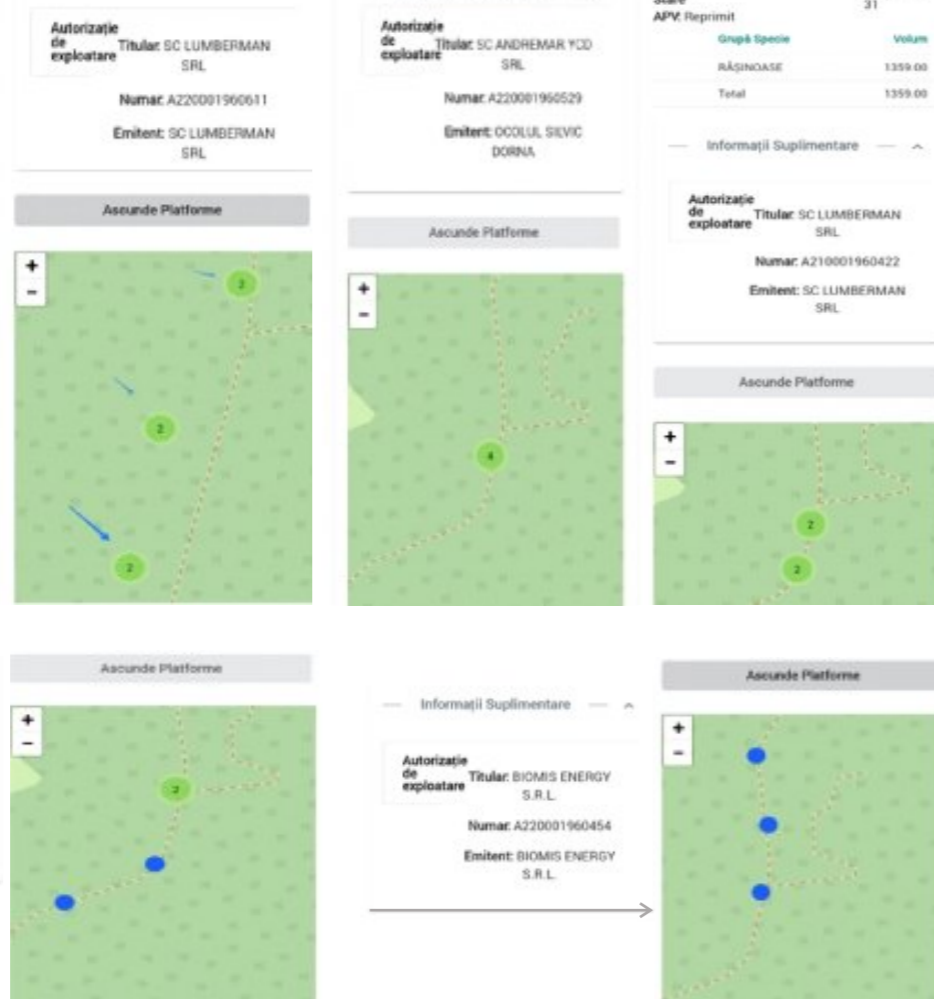 Autorizație
de
exploatare
Titular: SC LUMBERMAN
SRL
Numar: A220001960611
Emitent: SC LUMBERMAN
SRL
Ascunde Platforme
+
−
2
2
2
Autorizație
de
exploatare
Titular: SC ANDREMAR YCD
SRL
Numar: A220001960529
Emitent: OCOLUL SILVIC
DORNA
Ascunde Platforme
+
−
4
31
APV: Reprimit
Grupă Specie Volum
RĂȘINOASE 1359.00
Total 1359.00
Informații Suplimentare
Autorizație
de
exploatare
Titular: SC LUMBERMAN
SRL
Numar: A210001960422
Emitent: SC LUMBERMAN
SRL
Ascunde Platforme
+
−
2
2
Ascunde Platforme
+
−
2
Informații Suplimentare
Autorizație
de
exploatare
Titular: BIOMIS ENERGY
S.R.L.
Numar: A220001960454
Emitent: BIOMIS ENERGY
S.R.L.
Ascunde Platforme
+
−